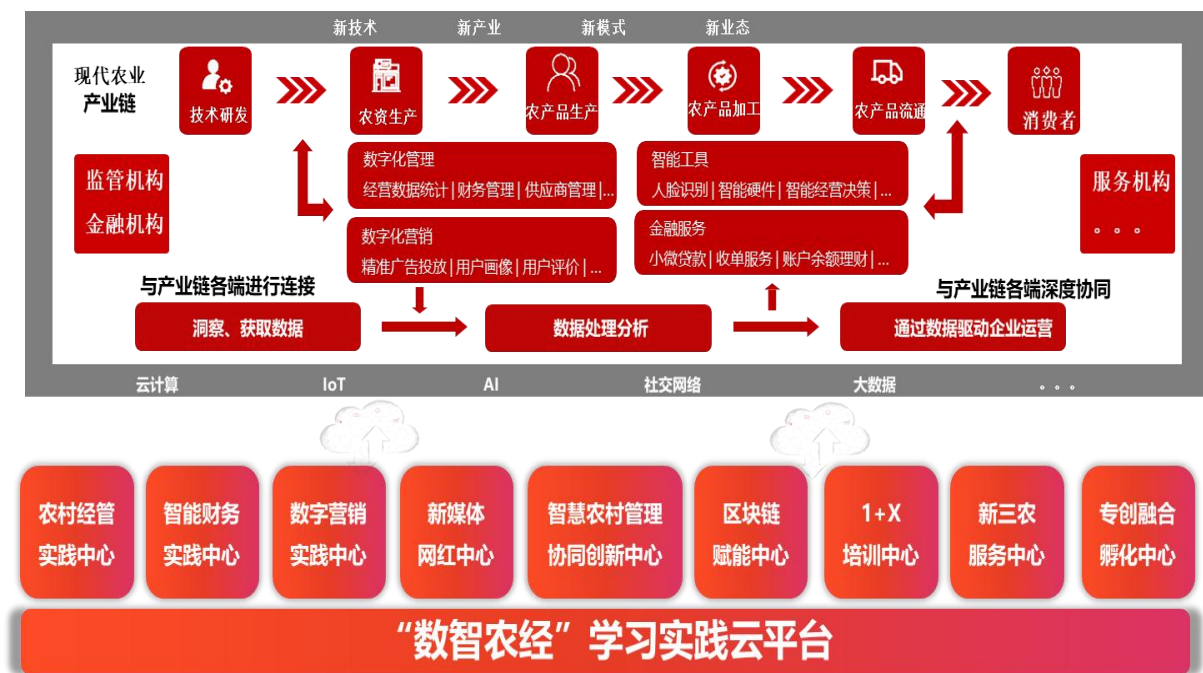 新技术 新产业 新模式 新业态
现代农业
产业链
技术研发
农资生产
农产品生产
农产品加工
农产品流通
消费者
监管机构
金融机构
数字化管理
经营数据统计|财务管理|供应商管理|...
智能工具
人脸识别|智能硬件|智能经营决策|...
服务机构
。。。
数字化营销
精准广告投放|用户画像|用户评价|...
金融服务
小微贷款|收单服务|账户余额理财|...
与产业链各端进行连接
与产业链各端深度协同
洞察、获取数据
数据处理分析
通过数据驱动企业运营
云计算 IoT AI 社交网络 大数据 。。。
农村经管
实践中心
智能财务
实践中心
数字营销
实践中心
新媒体
网红中心
智慧农村管理
协同创新中心
区块链
赋能中心
1+X
培训中心
新三农
服务中心
专创融合
孵化中心
“数智农经”学习实践云平台